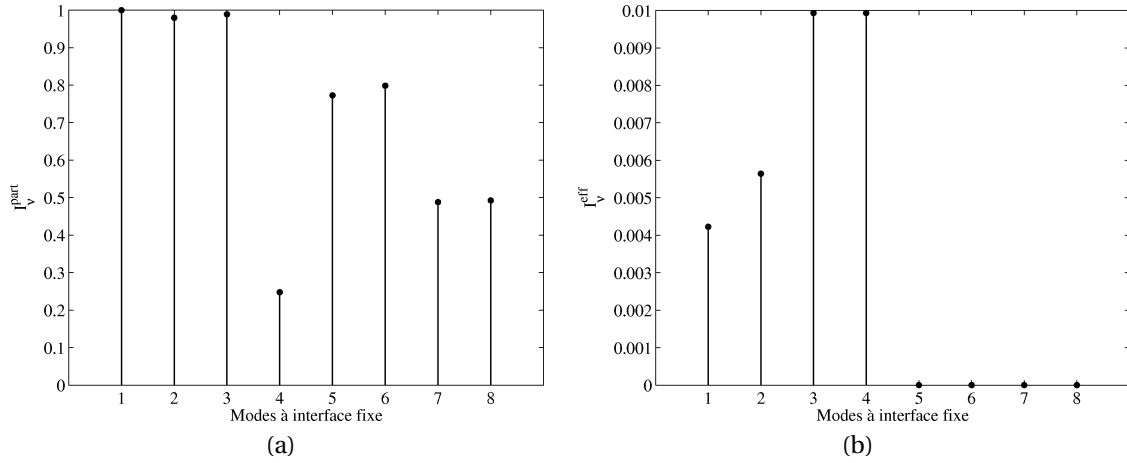 1
0.9
0.8
0.7
0.6
0.5
0.4
0.3
0.2
0.1
0
I_ν^part
1 2 3 4 5 6 7 8
Modes à interface fixe
(a)
0.01
0.009
0.008
0.007
0.006
0.005
0.004
0.003
0.002
0.001
0
I_ν^eff
1 2 3 4 5 6 7 8
Modes à interface fixe
(b)